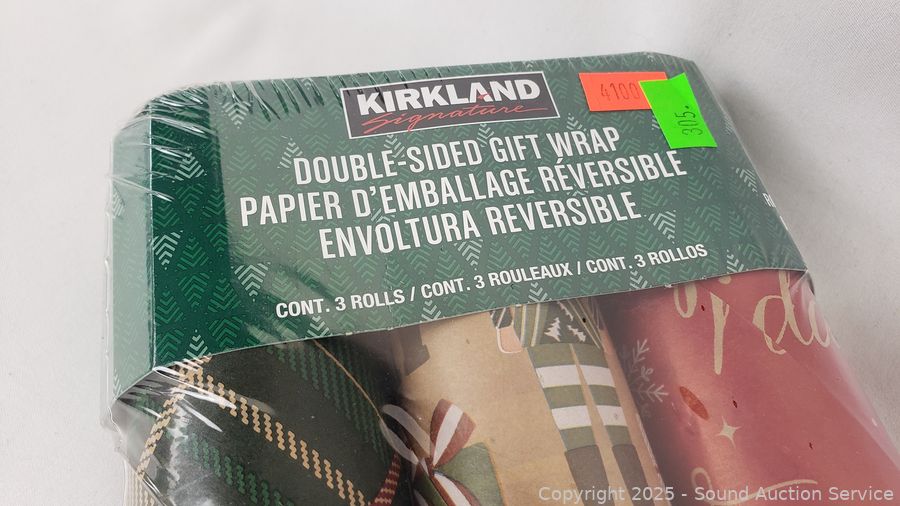 KIRKLAND
Signature
4100
305.
DOUBLE-SIDED GIFT WRAP
PAPIER D'EMBALLAGE RÉVERSIBLE
ENVOLTURA REVERSIBLE
CONT. 3 ROLLS / CONT. 3 ROULEAUX / CONT. 3 ROLLOS
Copyright 2025 - Sound Auction Service